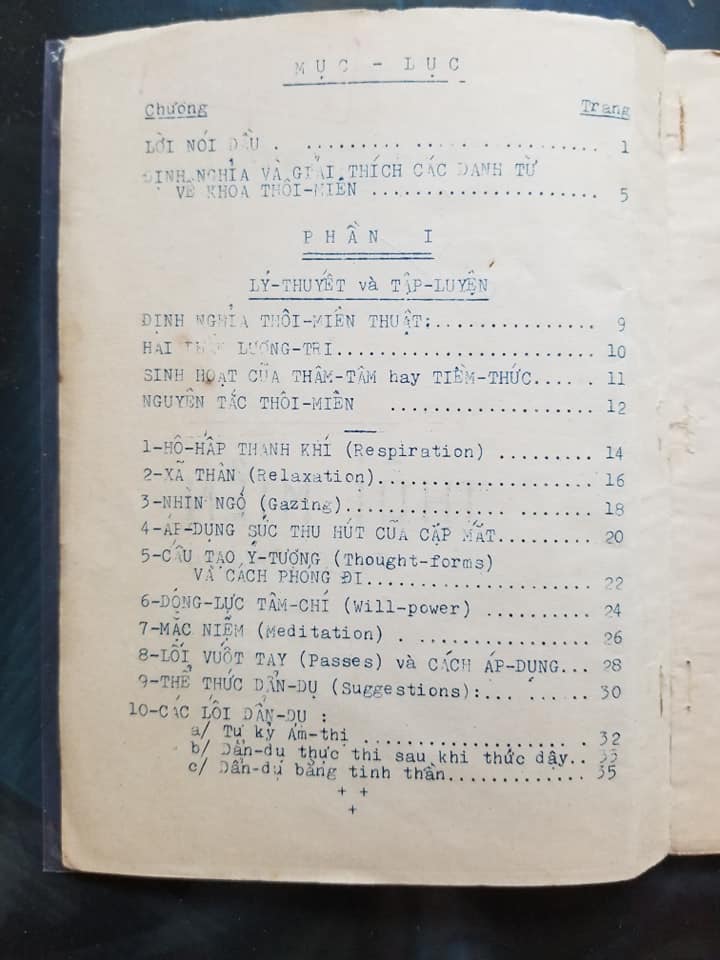 MỤC - LỤC
Chương Trang
LỜI NÓI ĐẦU . .................... 1
ĐỊNH NGHĨA VÀ GIẢI THÍCH CÁC DANH TỪ
VỀ KHOA THÔI-MIÊN ...................... 5
PHẦN I
LÝ-THUYẾT và TẬP-LUYỆN
ĐỊNH NGHĨA THÔI-MIÊN THUẬT:................ 9
HAI LƯƠNG-TRI......................... 10
SINH HOẠT CỦA THÂM-TÂM hay TIỀM-THỨC...... 11
NGUYÊN TẮC THÔI-MIÊN .................... 12
1-HÔ-HẤP THANH KHÍ (Respiration) ......... 14
2-XẢ THÂN (Relaxation)..................... 16
3-NHÌN NGÓ (Gazing)........................ 18
4-ÁP-DỤNG SỨC THU HÚT CỦA CẶP MẮT......... 20
5-CẤU TẠO Ý-TƯỞNG (Thought-forms)
VÀ CÁCH PHÓNG ĐI...................... 22
6-ĐỘNG-LỰC TÂM-CHÍ (Will-power) .......... 24
7-MẶC NIỆM (Meditation) . ................ 26
8-LỐI VUỐT TAY (Passes) và CÁCH ÁP-DỤNG... 28
9-THỂ THỨC DẨN-DỤ (Suggestions):... ...... 30
10-CÁC LỐI DẨN-DỤ :
a/ Tự kỷ Ám-thị ..................... . 32
b/ Dẩn-dụ thực thi sau khi thức dậy.. 33
c/ Dẩn-dụ bằng tinh thần............. 35
+ +
+